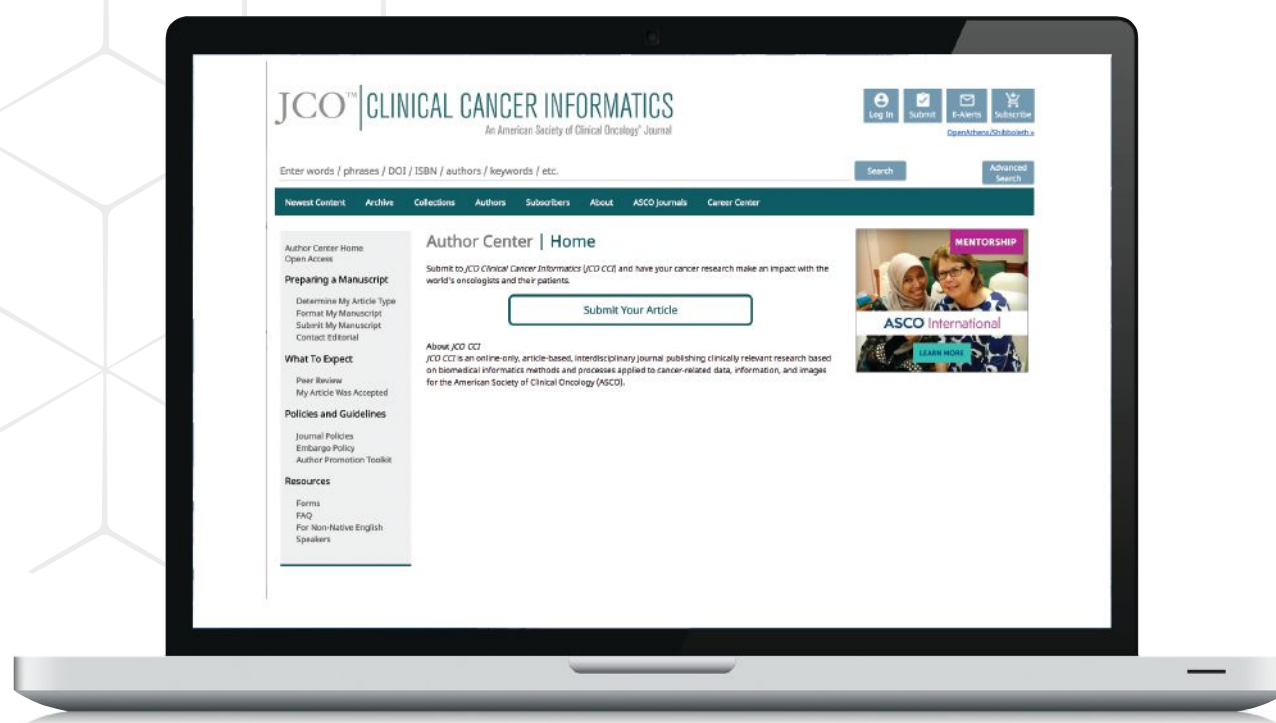 JCO™ CLINICAL CANCER INFORMATICS
An American Society of Clinical Oncology® Journal
Log In
Submit
E-Alerts
Subscribe
OpenAthens/Shibboleth »
Enter words / phrases / DOI / ISBN / authors / keywords / etc.
Search
Advanced
Search
Newest Content Archive Collections Authors Subscribers About ASCO Journals Career Center
Author Center Home
Open Access
Preparing a Manuscript
Determine My Article Type
Format My Manuscript
Submit My Manuscript
Contact Editorial
What To Expect
Peer Review
My Article Was Accepted
Policies and Guidelines
Journal Policies
Embargo Policy
Author Promotion Toolkit
Resources
Forms
FAQ
For Non-Native English
Speakers
Author Center | Home
Submit to JCO Clinical Cancer Informatics (JCO CCI) and have your cancer research make an impact with the
world's oncologists and their patients.
Submit Your Article
About JCO CCI
JCO CCI is an online-only, article-based, interdisciplinary journal publishing clinically relevant research based
on biomedical informatics methods and processes applied to cancer-related data, information, and images
for the American Society of Clinical Oncology (ASCO).
MENTORSHIP
ASCO International
LEARN MORE